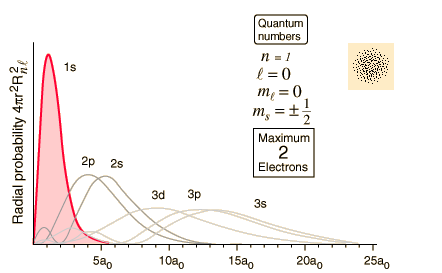 Quantum
numbers
n = 1
ℓ = 0
mℓ = 0
ms = ± 1/2
Maximum
2
Electrons
Radial probability 4πr²R²nℓ
1s
2p
2s
3d
3p
3s
5a₀
10a₀
15a₀
20a₀
25a₀